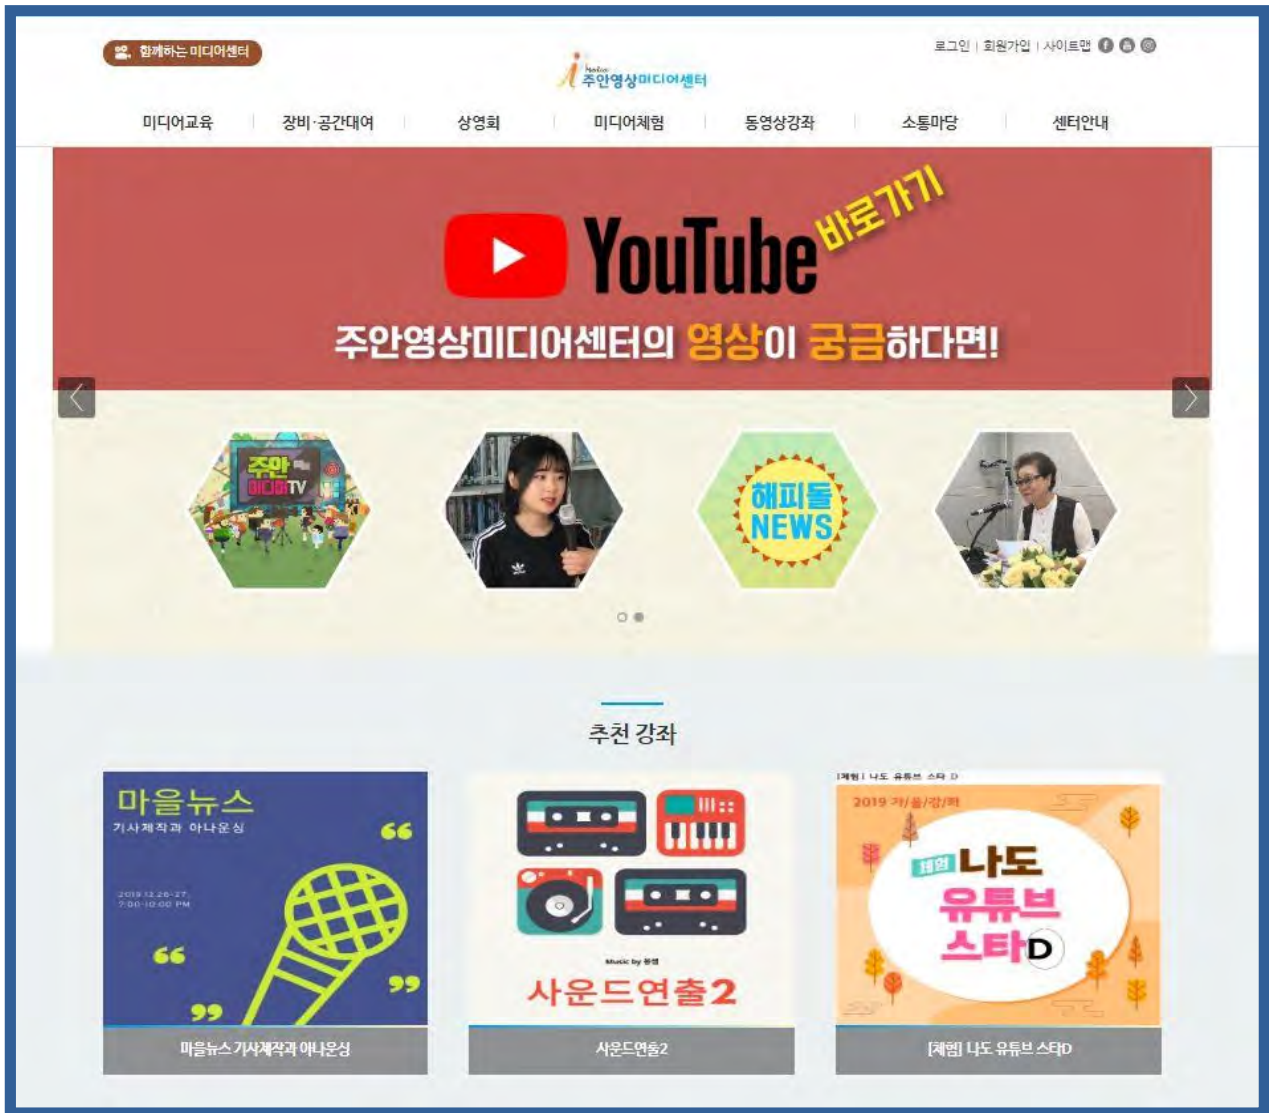 함께하는 미디어센터
로그인 | 회원가입 | 사이트맵
주안영상미디어센터
미디어교육
장비·공간대여
상영회
미디어체험
동영상강좌
소통마당
센터안내
YouTube 바로가기
주안영상미디어센터의 영상이 궁금하다면!
주안
미디어TV
해피돌
NEWS
추천 강좌
마을뉴스
기사제작과 아나운싱
2019.12.26-27.
7:00-10:00 PM
마을뉴스 기사제작과 아나운싱
Music by 봉쌤
사운드연출2
사운드연출2
[체험] 나도 유튜브 스타 D
2019 가/을/강/좌
체험 나도
유튜브
스타D
[체험] 나도 유튜브 스타D